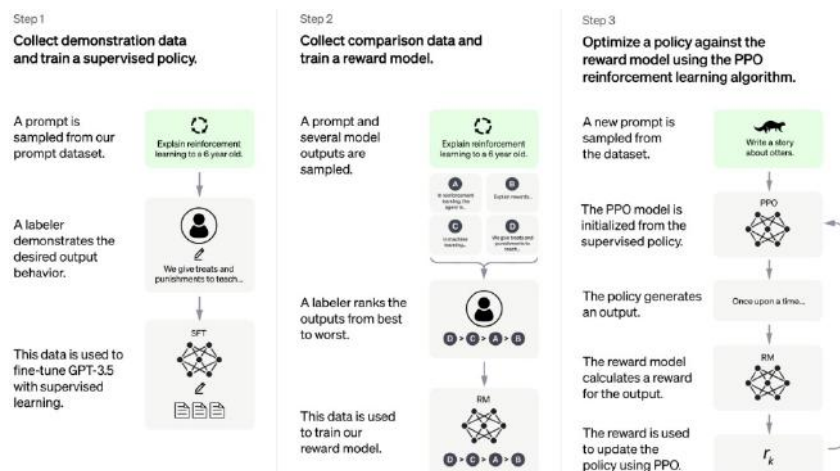 Step 1
Collect demonstration data
and train a supervised policy.
A prompt is
sampled from our
prompt dataset.
Explain reinforcement
learning to a 6 year old.
A labeler
demonstrates the
desired output
behavior.
We give treats and
punishments to teach...
This data is used to
fine-tune GPT-3.5
with supervised
learning.
SFT
Step 2
Collect comparison data and
train a reward model.
A prompt and
several model
outputs are
sampled.
Explain reinforcement
learning to a 6 year old.
A
In reinforcement
learning, the
agent is...
B
Explain rewards...
C
In machine
learning...
D
We give treats and
punishments to
teach...
A labeler ranks the
outputs from best
to worst.
D > C > A > B
This data is used
to train our
reward model.
RM
D > C > A > B
Step 3
Optimize a policy against the
reward model using the PPO
reinforcement learning algorithm.
A new prompt is
sampled from
the dataset.
Write a story
about otters.
The PPO model is
initialized from the
supervised policy.
PPO
The policy generates
an output.
Once upon a time...
The reward model
calculates a reward
for the output.
RM
The reward is used
to update the
policy using PPO.
rk